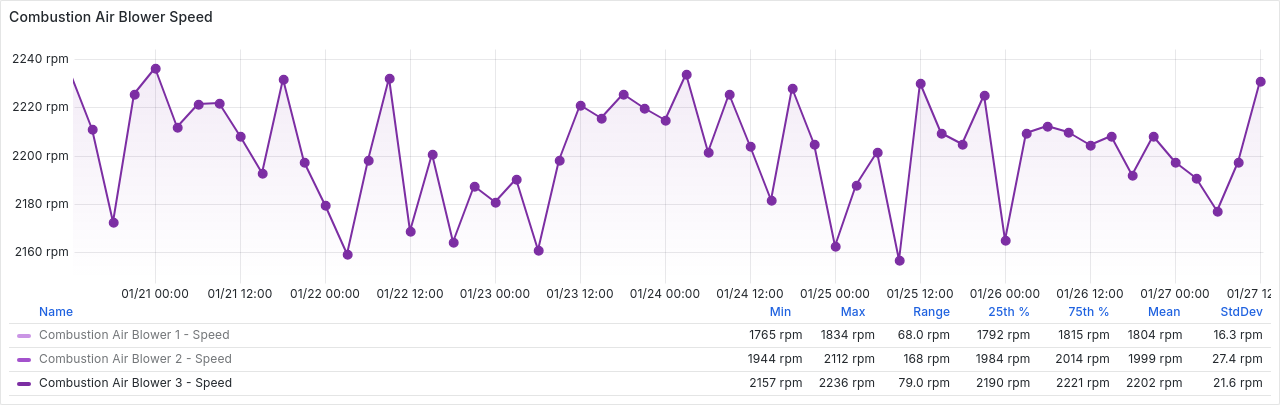 Combustion Air Blower Speed
2240 rpm
2220 rpm
2200 rpm
2180 rpm
2160 rpm
01/21 00:00 01/21 12:00 01/22 00:00 01/22 12:00 01/23 00:00 01/23 12:00 01/24 00:00 01/24 12:00 01/25 00:00 01/25 12:00 01/26 00:00 01/26 12:00 01/27 00:00 01/27 12
Name Min Max Range 25th % 75th % Mean StdDev
Combustion Air Blower 1 - Speed 1765 rpm 1834 rpm 68.0 rpm 1792 rpm 1815 rpm 1804 rpm 16.3 rpm
Combustion Air Blower 2 - Speed 1944 rpm 2112 rpm 168 rpm 1984 rpm 2014 rpm 1999 rpm 27.4 rpm
Combustion Air Blower 3 - Speed 2157 rpm 2236 rpm 79.0 rpm 2190 rpm 2221 rpm 2202 rpm 21.6 rpm